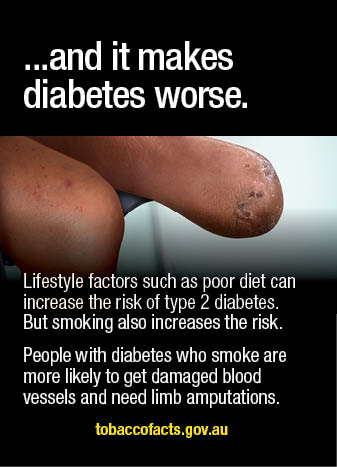 ...and it makes
diabetes worse.
Lifestyle factors such as poor diet can
increase the risk of type 2 diabetes.
But smoking also increases the risk.
People with diabetes who smoke are
more likely to get damaged blood
vessels and need limb amputations.
tobaccofacts.gov.au